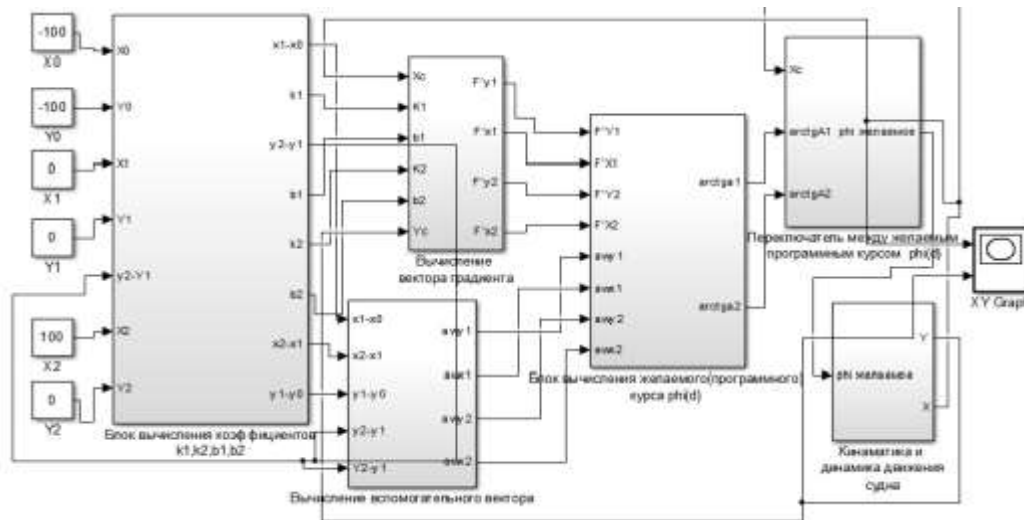 -100
X0
-100
Y0
0
X1
0
Y1
100
X2
0
Y2
X0
Y0
X1
Y1
y2-Y1
X2
Y2
x1-x0
k1
y2-y1
b1
k2
b2
x2-x1
y1-y0
Блок вычисления коэффициентов
k1,k2,b1,b2
Xc
K1
b1
K2
b2
Yc
F'y1
F'x1
F'y2
F'x2
Вычисление
вектора градиента
x1-x0
x2-x1
y1-y0
y2-y1
Y2-y1
avy1
avx1
avy2
avx2
Вычисление вспомогательного вектора
F'Y1
F'X1
F'Y2
F'X2
avy1
avx1
avy2
avx2
arctga1
arctga2
Блок вычисления желаемого(программного)
курса phi(d)
Xc
arctgA1
arctgA2
phi желаемое
Переключатель между желаемым
программным курсом phi(d)
XY Graph
phi желаемое
Y
X
Кинаматика и
динамика движения
судна